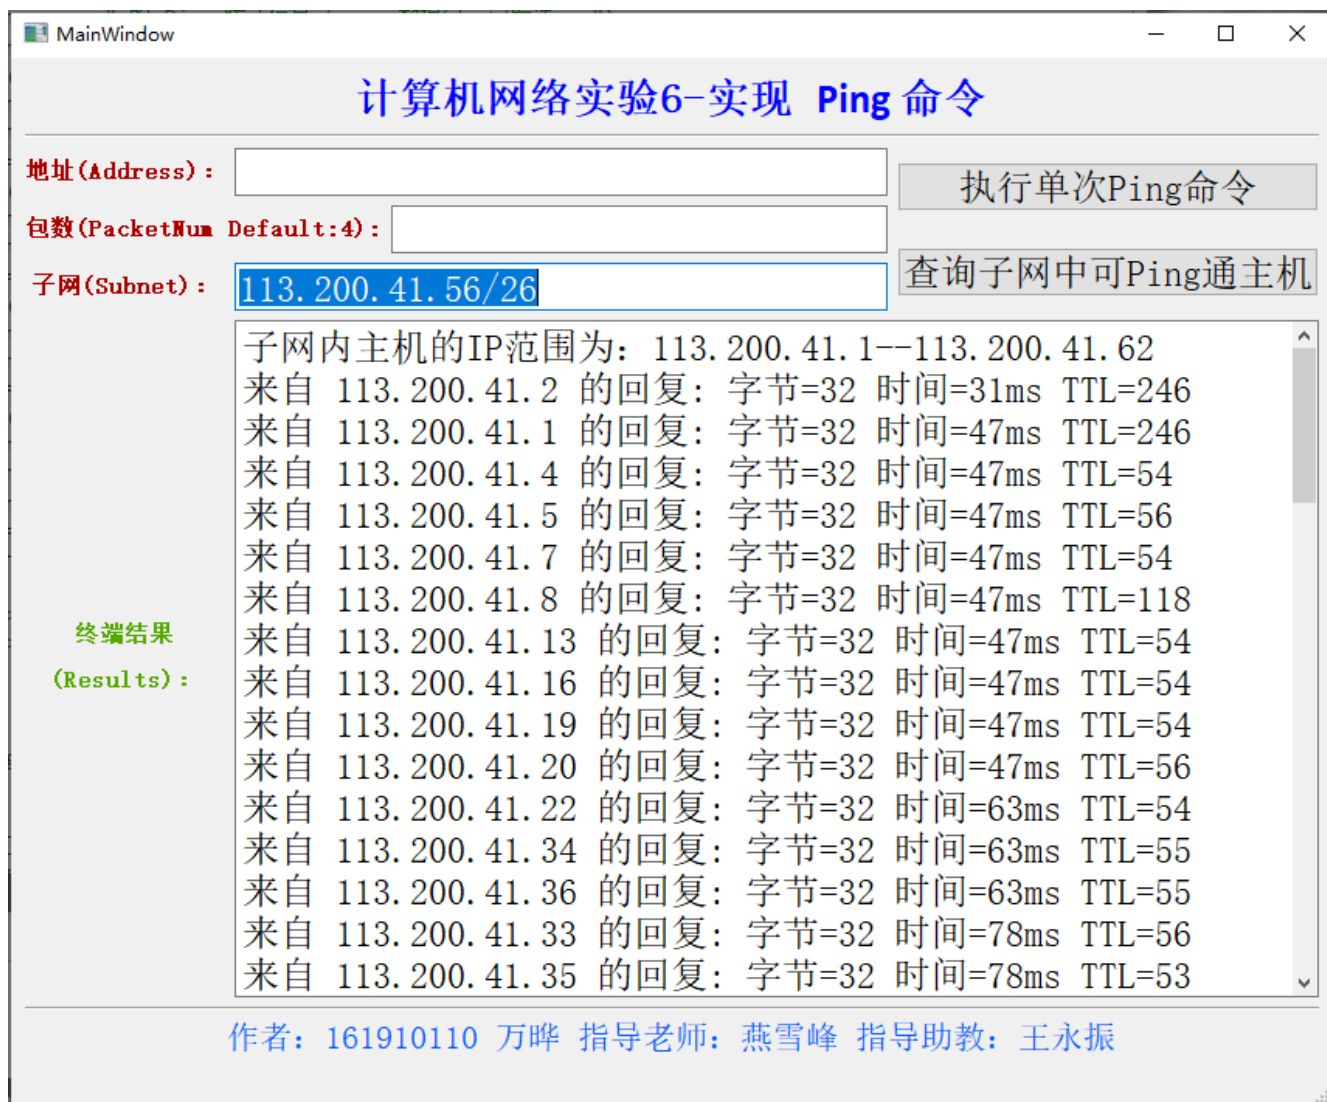 MainWindow
计算机网络实验6-实现 Ping 命令
地址(Address):
执行单次Ping命令
包数(PacketNum Default:4):
子网(Subnet):
113.200.41.56/26
查询子网中可Ping通主机
子网内主机的IP范围为: 113.200.41.1--113.200.41.62
来自 113.200.41.2 的回复: 字节=32 时间=31ms TTL=246
来自 113.200.41.1 的回复: 字节=32 时间=47ms TTL=246
来自 113.200.41.4 的回复: 字节=32 时间=47ms TTL=54
来自 113.200.41.5 的回复: 字节=32 时间=47ms TTL=56
来自 113.200.41.7 的回复: 字节=32 时间=47ms TTL=54
来自 113.200.41.8 的回复: 字节=32 时间=47ms TTL=118
来自 113.200.41.13 的回复: 字节=32 时间=47ms TTL=54
来自 113.200.41.16 的回复: 字节=32 时间=47ms TTL=54
来自 113.200.41.19 的回复: 字节=32 时间=47ms TTL=54
来自 113.200.41.20 的回复: 字节=32 时间=47ms TTL=56
来自 113.200.41.22 的回复: 字节=32 时间=63ms TTL=54
来自 113.200.41.34 的回复: 字节=32 时间=63ms TTL=55
来自 113.200.41.36 的回复: 字节=32 时间=63ms TTL=55
来自 113.200.41.33 的回复: 字节=32 时间=78ms TTL=56
来自 113.200.41.35 的回复: 字节=32 时间=78ms TTL=53
终端结果
(Results):
作者: 161910110 万晔 指导老师: 燕雪峰 指导助教: 王永振